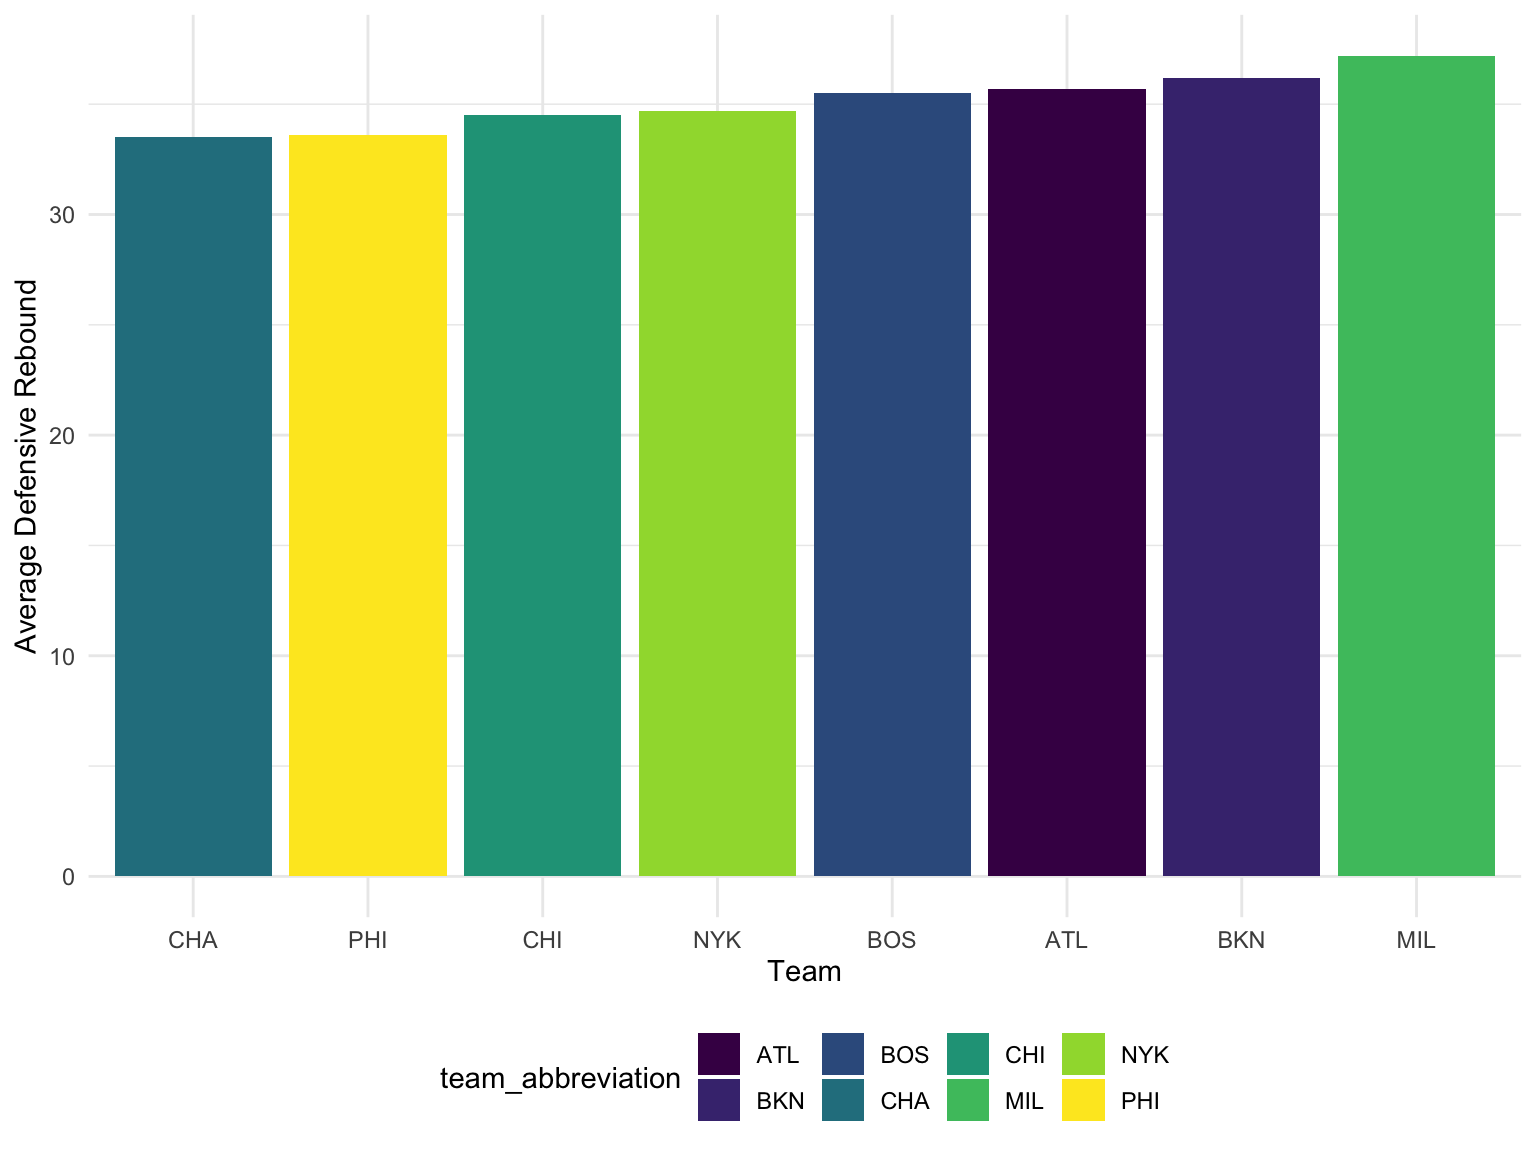 Average Defensive Rebound
30
20
10
0
CHA PHI CHI NYK BOS ATL BKN MIL
Team
team_abbreviation
ATL BOS CHI NYK
BKN CHA MIL PHI